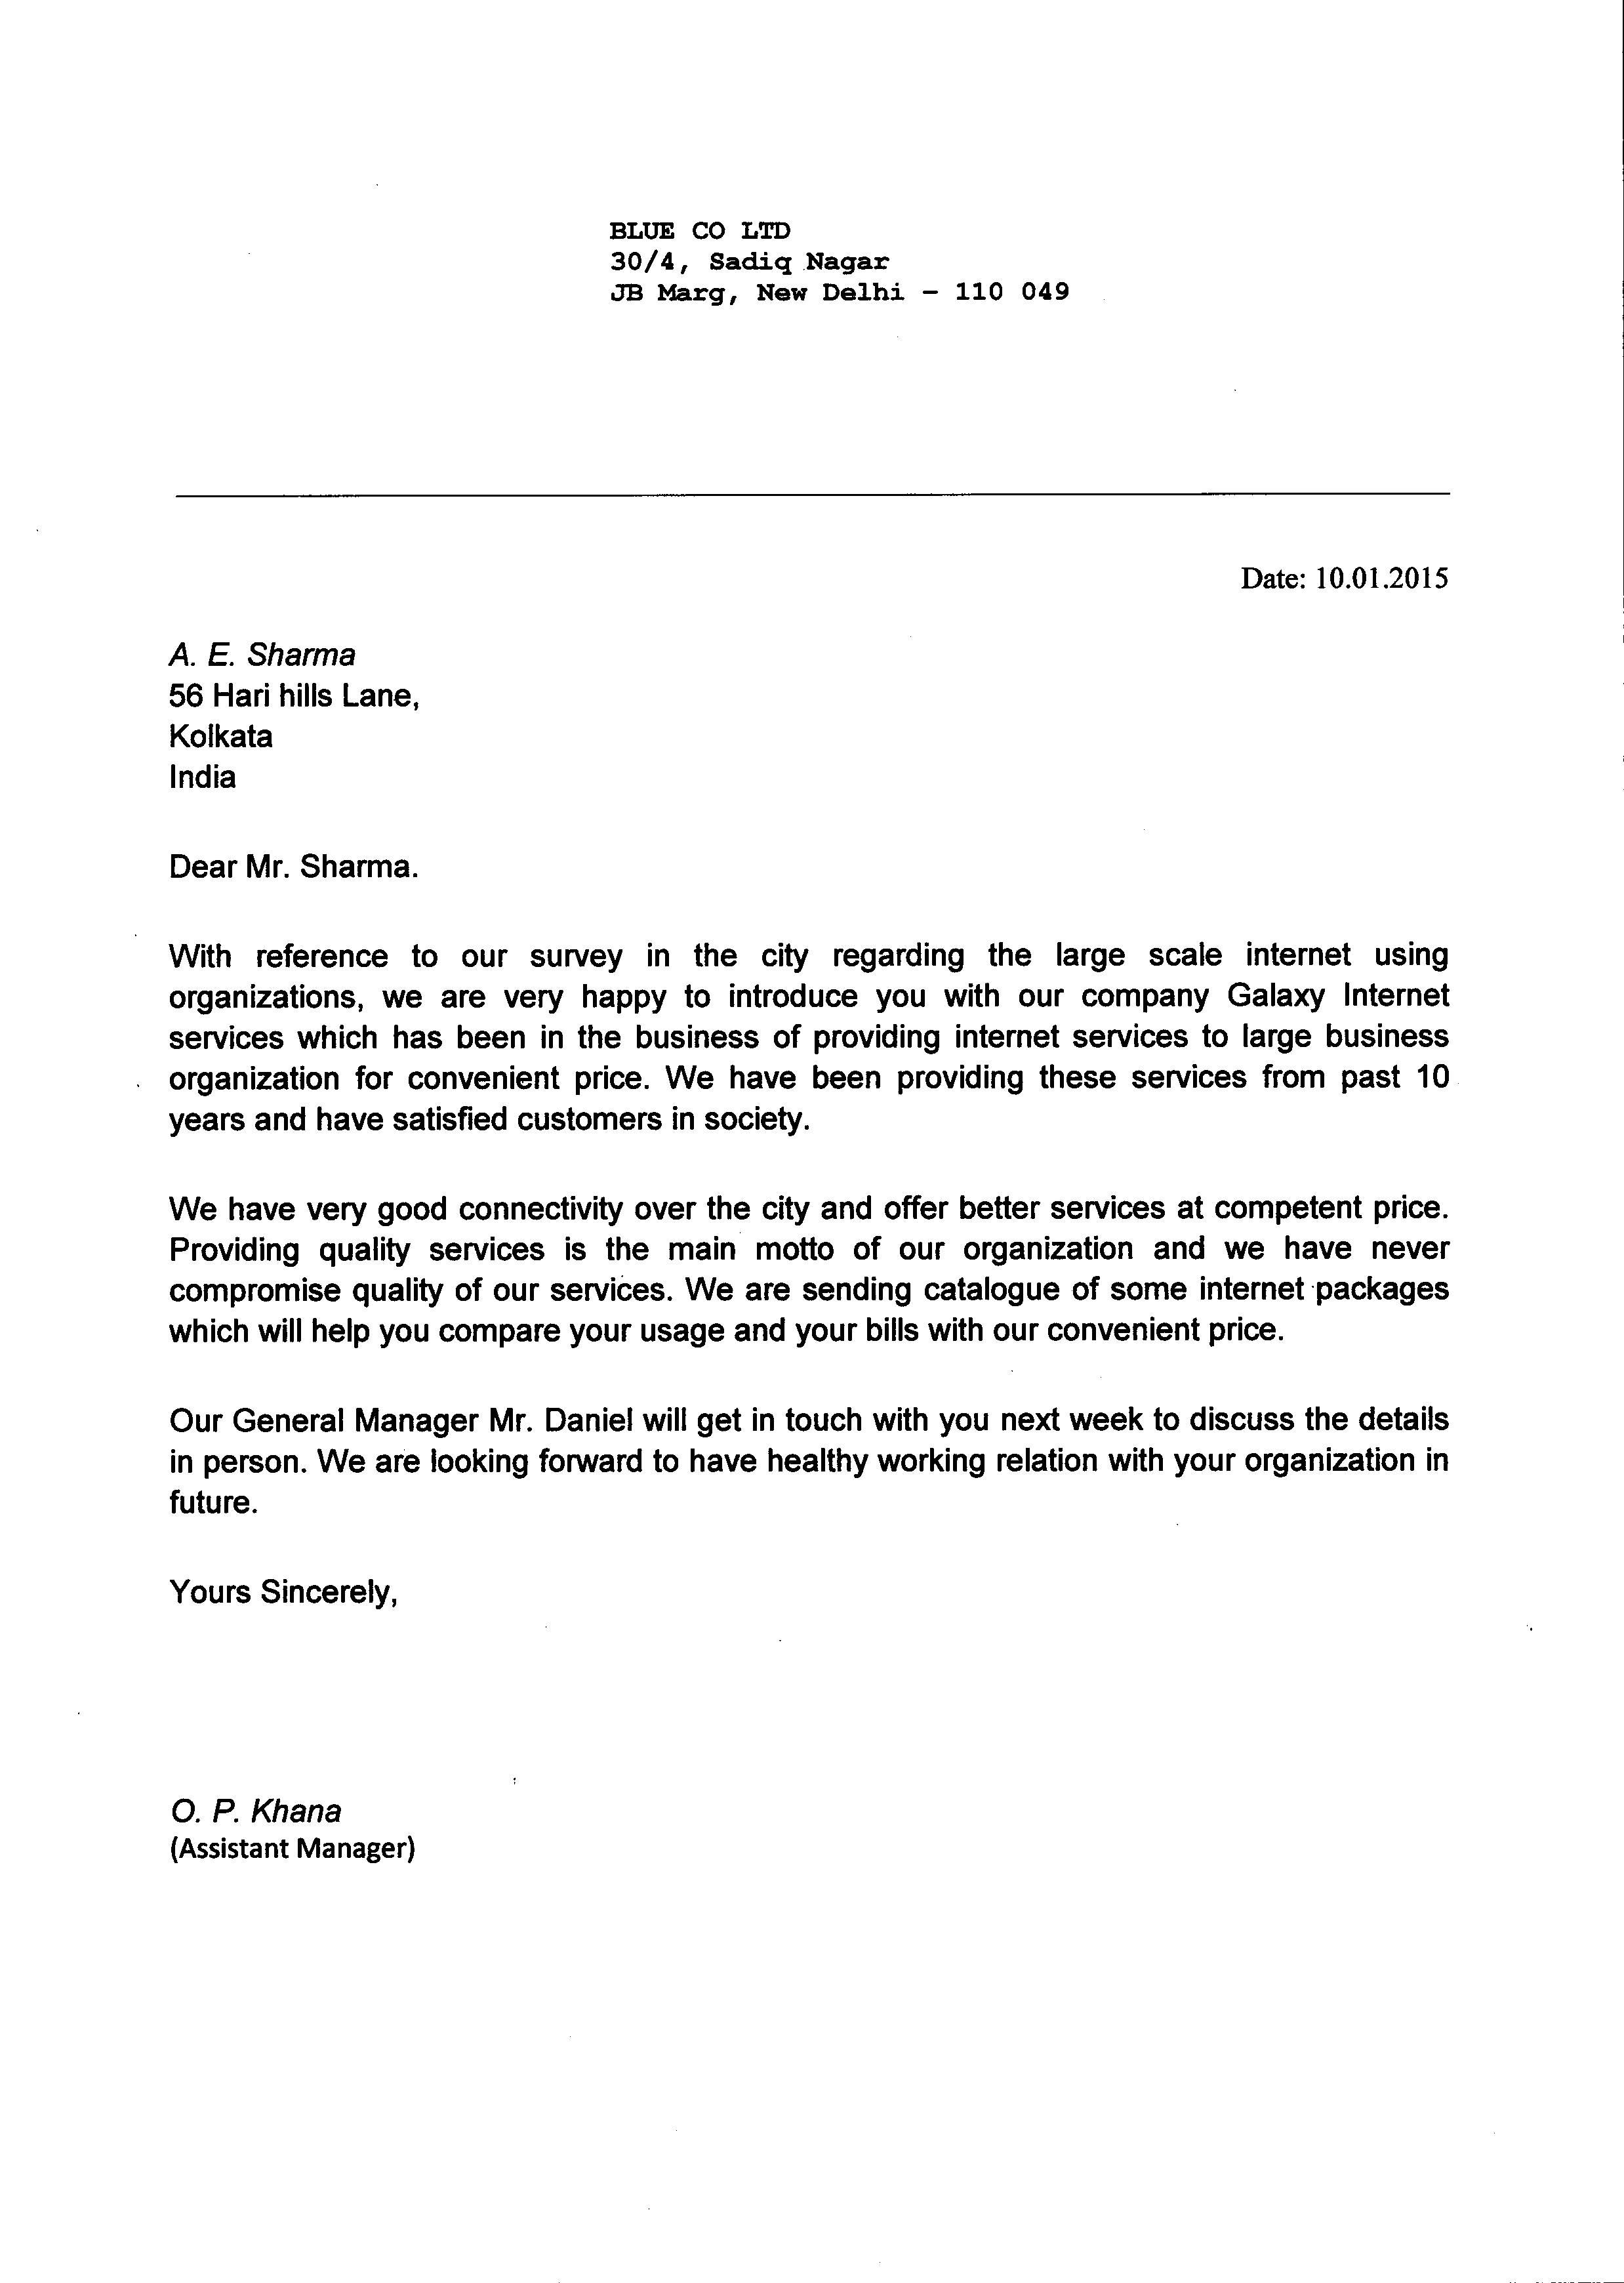 BLUE CO LTD
30/4, Sadiq Nagar
JB Marg, New Delhi – 110 049
Date: 10.01.2015
A. E. Sharma
56 Hari hills Lane,
Kolkata
India
Dear Mr. Sharma.
With reference to our survey in the city regarding the large scale internet using
organizations, we are very happy to introduce you with our company Galaxy Internet
services which has been in the business of providing internet services to large business
organization for convenient price. We have been providing these services from past 10
years and have satisfied customers in society.
We have very good connectivity over the city and offer better services at competent price.
Providing quality services is the main motto of our organization and we have never
compromise quality of our services. We are sending catalogue of some internet packages
which will help you compare your usage and your bills with our convenient price.
Our General Manager Mr. Daniel will get in touch with you next week to discuss the details
in person. We are looking forward to have healthy working relation with your organization in
future.
Yours Sincerely,
O. P. Khana
(Assistant Manager)